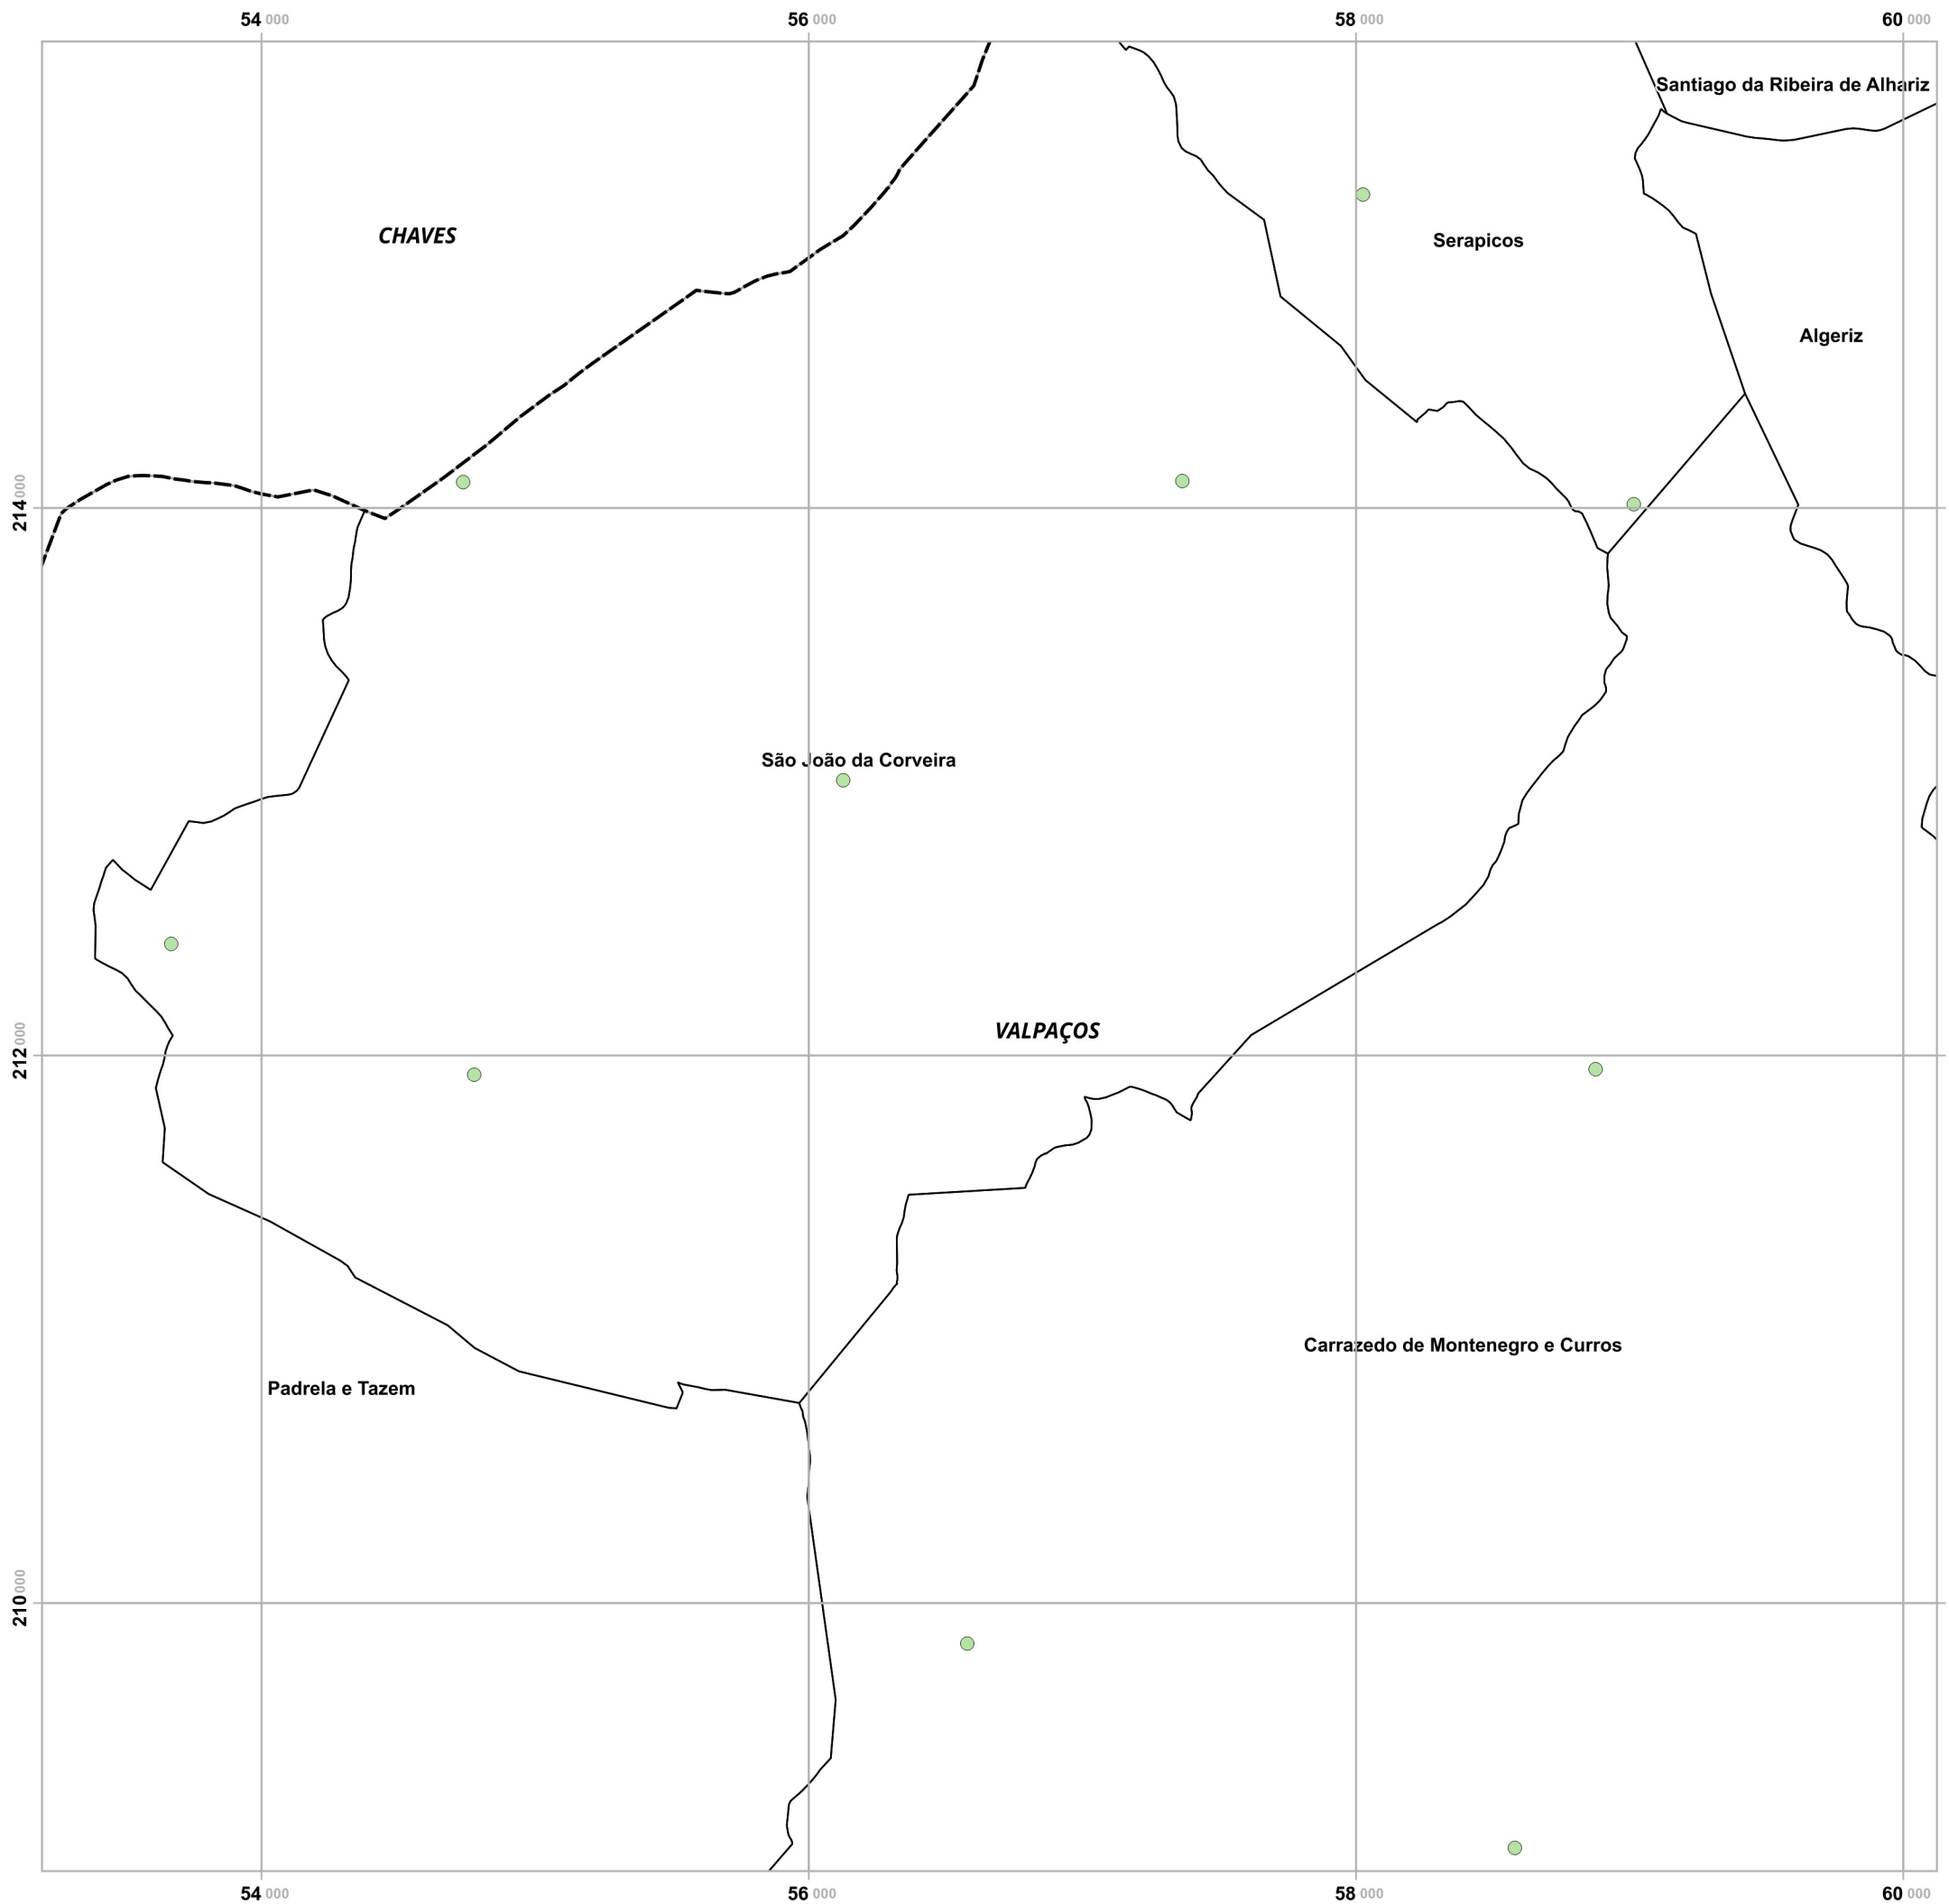 54 000 56 000 58 000 60 000
Santiago da Ribeira de Alhariz
CHAVES
Serapicos
Algeriz
214 000
São João da Corveira
VALPAÇOS
212 000
Carrazedo de Montenegro e Curros
Padrela e Tazem
210 000
54 000 56 000 58 000 60 000